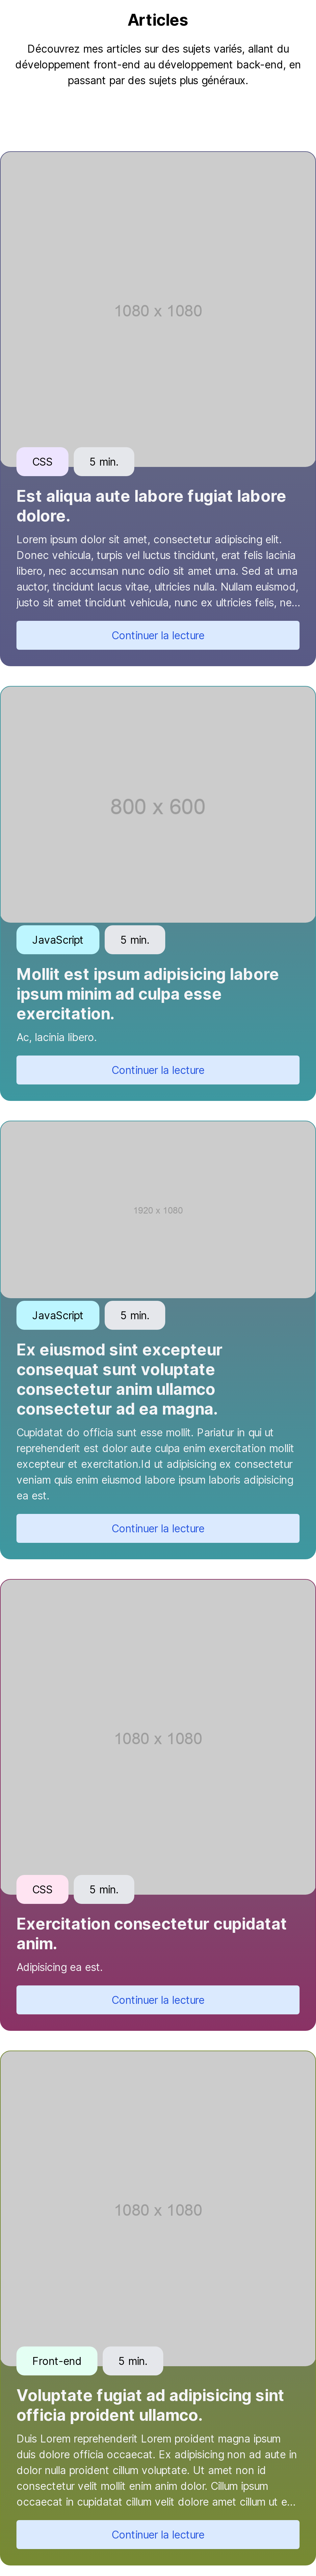 Articles
Découvrez mes articles sur des sujets variés, allant du
développement front-end au développement back-end, en
passant par des sujets plus généraux.
1080 x 1080
CSS 5 min.
Est aliqua aute labore fugiat labore
dolore.
Lorem ipsum dolor sit amet, consectetur adipiscing elit.
Donec vehicula, turpis vel luctus tincidunt, erat felis lacinia
libero, nec accumsan nunc odio sit amet urna. Sed at urna
auctor, tincidunt lacus vitae, ultricies nulla. Nullam euismod,
justo sit amet tincidunt vehicula, nunc ex ultricies felis, ne...
Continuer la lecture
800 x 600
JavaScript 5 min.
Mollit est ipsum adipisicing labore
ipsum minim ad culpa esse
exercitation.
Ac, lacinia libero.
Continuer la lecture
1920 x 1080
JavaScript 5 min.
Ex eiusmod sint excepteur
consequat sunt voluptate
consectetur anim ullamco
consectetur ad ea magna.
Cupidatat do officia sunt esse mollit. Pariatur in qui ut
reprehenderit est dolor aute culpa enim exercitation mollit
excepteur et exercitation.Id ut adipisicing ex consectetur
veniam quis enim eiusmod labore ipsum laboris adipisicing
ea est.
Continuer la lecture
1080 x 1080
CSS 5 min.
Exercitation consectetur cupidatat
anim.
Adipisicing ea est.
Continuer la lecture
1080 x 1080
Front-end 5 min.
Voluptate fugiat ad adipisicing sint
officia proident ullamco.
Duis Lorem reprehenderit Lorem proident magna ipsum
duis dolore officia occaecat. Ex adipisicing non ad aute in
dolor nulla proident cillum voluptate. Ut amet non id
consectetur velit mollit enim anim dolor. Cillum ipsum
occaecat in cupidatat cillum velit dolore amet cillum ut e...
Continuer la lecture